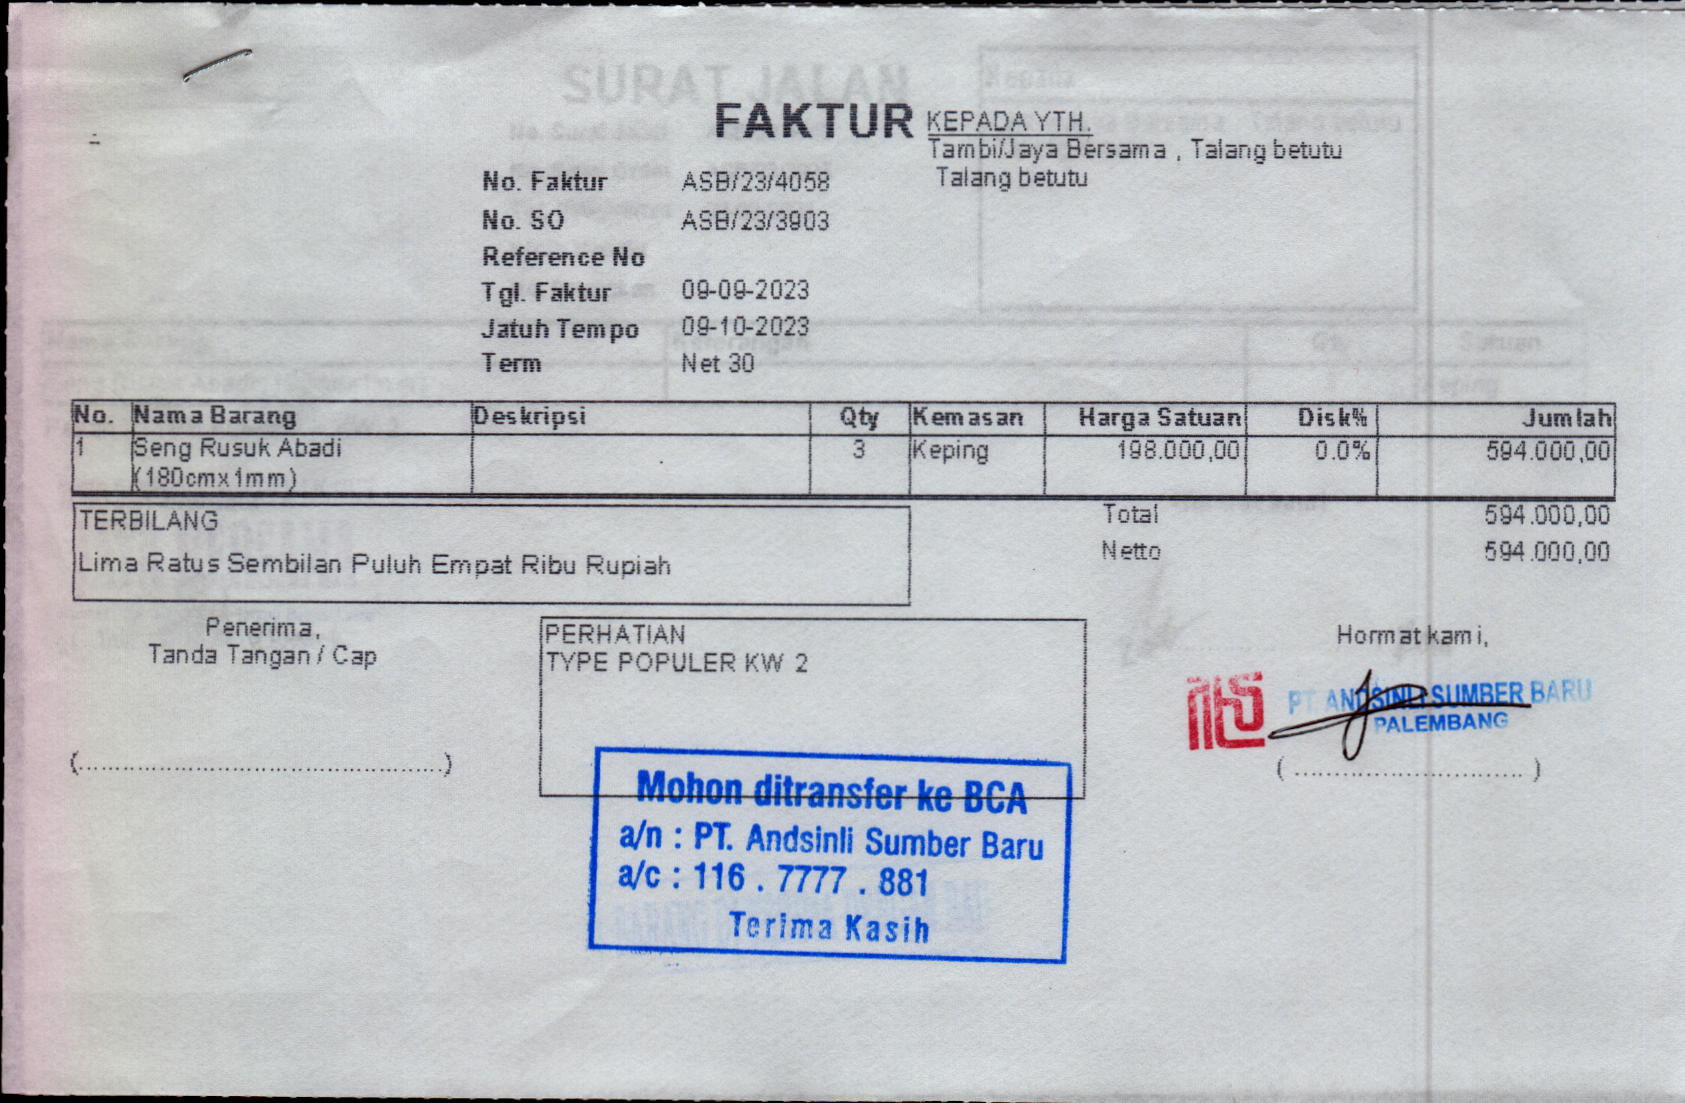 FAKTUR
KEPADA YTH.
Tambi/Jaya Bersama , Talang betutu
Talang betutu
No. Faktur ASB/23/4058
No. SO ASB/23/3903
Reference No
Tgl. Faktur 09-09-2023
Jatuh Tempo 09-10-2023
Term Net 30
No. Nama Barang Deskripsi Qty Kemasan Harga Satuan Disk% Jumlah
1 Seng Rusuk Abadi 3 Keping 198.000,00 0.0% 594.000,00
(180cmx1mm)
TERBILANG
Lima Ratus Sembilan Puluh Empat Ribu Rupiah
Total 594.000,00
Netto 594.000,00
Penerima,
Tanda Tangan / Cap
(..........................................)
PERHATIAN
TYPE POPULER KW 2
Hormat kami,
PT. ANDSINLI SUMBER BARU
PALEMBANG
( ............................ )
Mohon ditransfer ke BCA
a/n : PT. Andsinli Sumber Baru
a/c : 116 . 7777 . 881
Terima Kasih
SURAT JALAN
Kepada